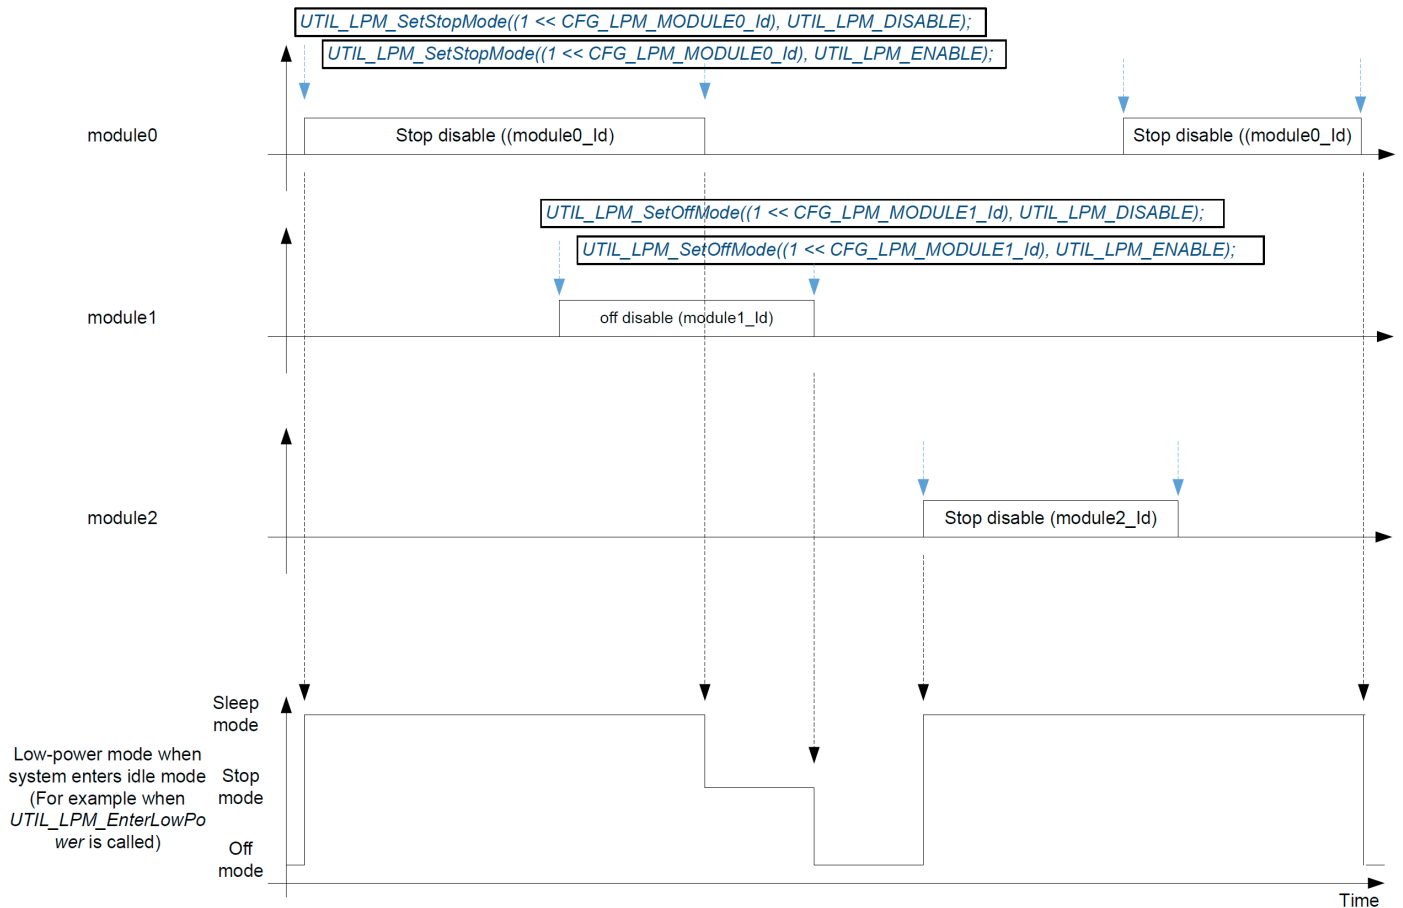 UTIL_LPM_SetStopMode((1 << CFG_LPM_MODULE0_Id), UTIL_LPM_DISABLE);
UTIL_LPM_SetStopMode((1 << CFG_LPM_MODULE0_Id), UTIL_LPM_ENABLE);
module0
Stop disable ((module0_Id)
Stop disable ((module0_Id)
UTIL_LPM_SetOffMode((1 << CFG_LPM_MODULE1_Id), UTIL_LPM_DISABLE);
UTIL_LPM_SetOffMode((1 << CFG_LPM_MODULE1_Id), UTIL_LPM_ENABLE);
module1
off disable (module1_Id)
module2
Stop disable (module2_Id)
Sleep
mode
Low-power mode when
system enters idle mode
(For example when
UTIL_LPM_EnterLowPo
wer is called)
Stop
mode
Off
mode
Time